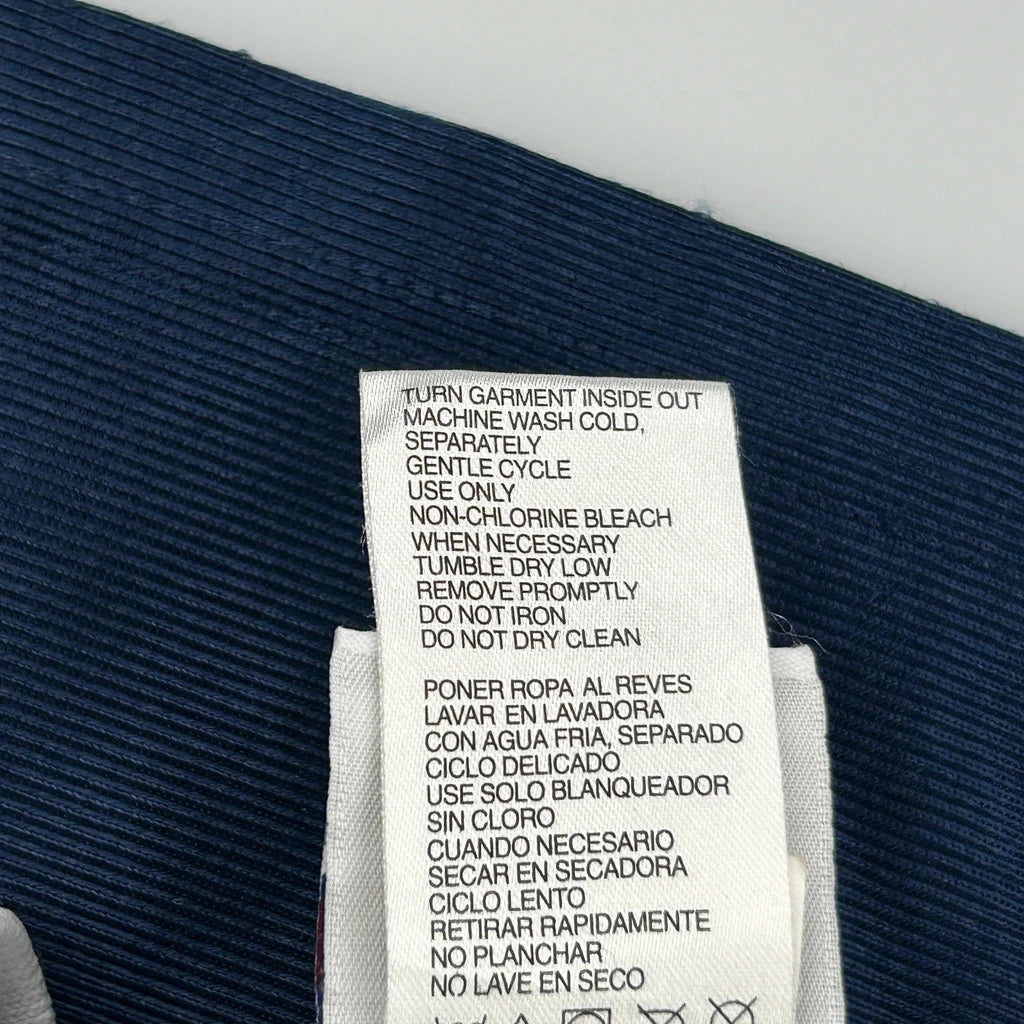 TURN GARMENT INSIDE OUT
MACHINE WASH COLD,
SEPARATELY
GENTLE CYCLE
USE ONLY
NON-CHLORINE BLEACH
WHEN NECESSARY
TUMBLE DRY LOW
REMOVE PROMPTLY
DO NOT IRON
DO NOT DRY CLEAN
PONER ROPA AL REVES
LAVAR EN LAVADORA
CON AGUA FRIA, SEPARADO
CICLO DELICADO
USE SOLO BLANQUEADOR
SIN CLORO
CUANDO NECESARIO
SECAR EN SECADORA
CICLO LENTO
RETIRAR RAPIDAMENTE
NO PLANCHAR
NO LAVE EN SECO